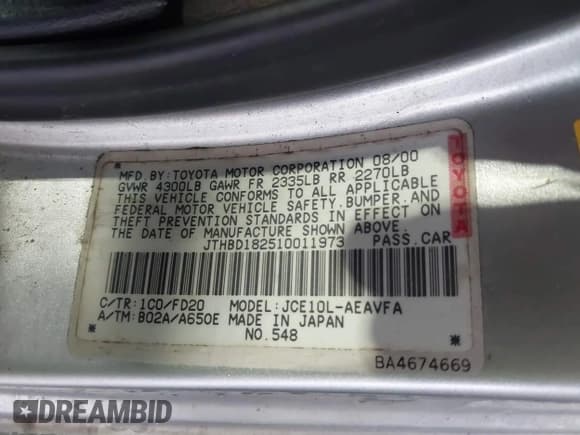 MFD.BY:TOYOTA MOTOR CORPORATION 08/00
GVWR 4300LB GAWR FR 2335LB RR 2270LB
THIS VEHICLE CONFORMS TO ALL APPLICABLE
FEDERAL MOTOR VEHICLE SAFETY,BUMPER,AND
THEFT PREVENTION STANDARDS IN EFFECT ON
THE DATE OF MANUFACTURE SHOWN ABOVE.
JTHBD182510011973 PASS.CAR
TOYOTA
C/TR:1C0/FD20 MODEL:JCE10L-AEAVFA
A/TM:B02A/A650E MADE IN JAPAN
NO.548
BA4674669
DREAMBID